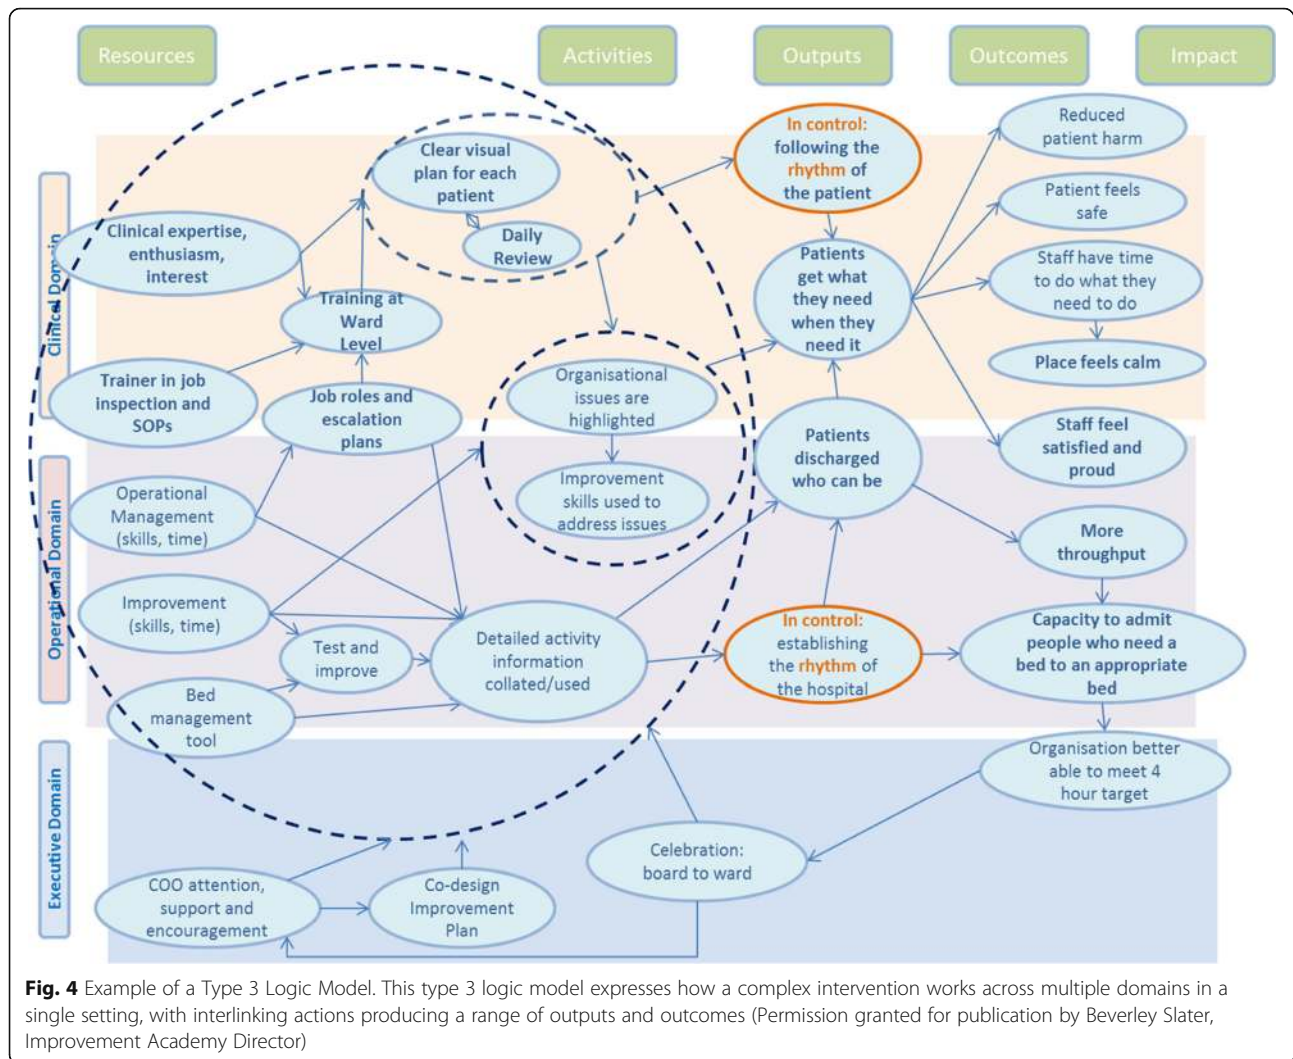 Resources
Activities
Outputs
Outcomes
Impact
Clinical Domain
Operational Domain
Executive Domain
Clear visual
plan for each
patient
Daily
Review
Clinical expertise,
enthusiasm,
interest
Training at
Ward
Level
Trainer in job
inspection and
SOPs
Job roles and
escalation
plans
Organisational
issues are
highlighted
Improvement
skills used to
address issues
In control:
following the
rhythm of
the patient
Patients
get what
they need
when they
need it
Patients
discharged
who can be
Reduced
patient harm
Patient feels
safe
Staff have time
to do what they
need to do
Place feels calm
Staff feel
satisfied and
proud
Operational
Management
(skills, time)
Improvement
(skills, time)
Test and
improve
Bed
management
tool
Detailed activity
information
collated/used
In control:
establishing
the rhythm of
the hospital
More
throughput
Capacity to admit
people who need a
bed to an appropriate
bed
Organisation better
able to meet 4
hour target
Celebration:
board to ward
COO attention,
support and
encouragement
Co-design
Improvement
Plan
Fig. 4 Example of a Type 3 Logic Model. This type 3 logic model expresses how a complex intervention works across multiple domains in a
single setting, with interlinking actions producing a range of outputs and outcomes (Permission granted for publication by Beverley Slater,
Improvement Academy Director)